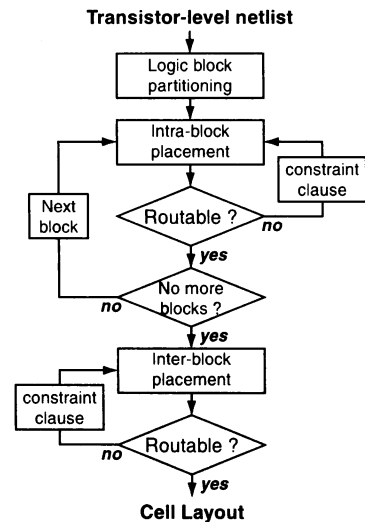 Transistor-level netlist
Logic block
partitioning
Intra-block
placement
constraint
clause
Next
block
Routable ?
no
yes
No more
blocks ?
no
yes
Inter-block
placement
constraint
clause
Routable ?
no
yes
Cell Layout